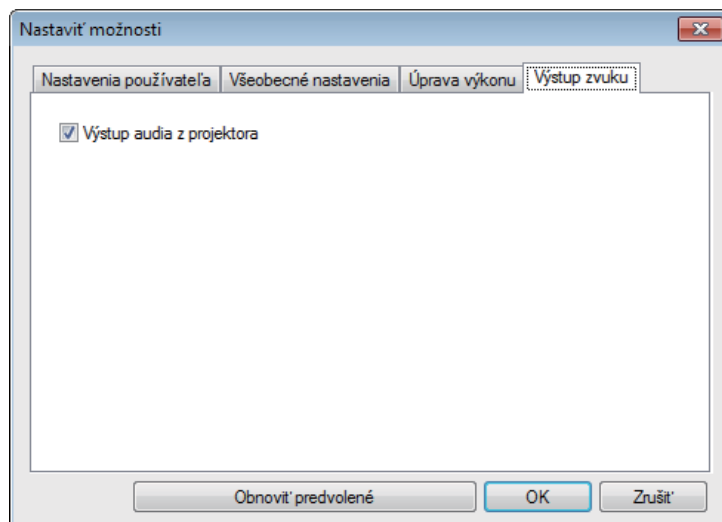 Nastaviť možnosti
Nastavenia používateľa Všeobecné nastavenia Úprava výkonu Výstup zvuku
Výstup audia z projektora
Obnoviť predvolené OK Zrušiť